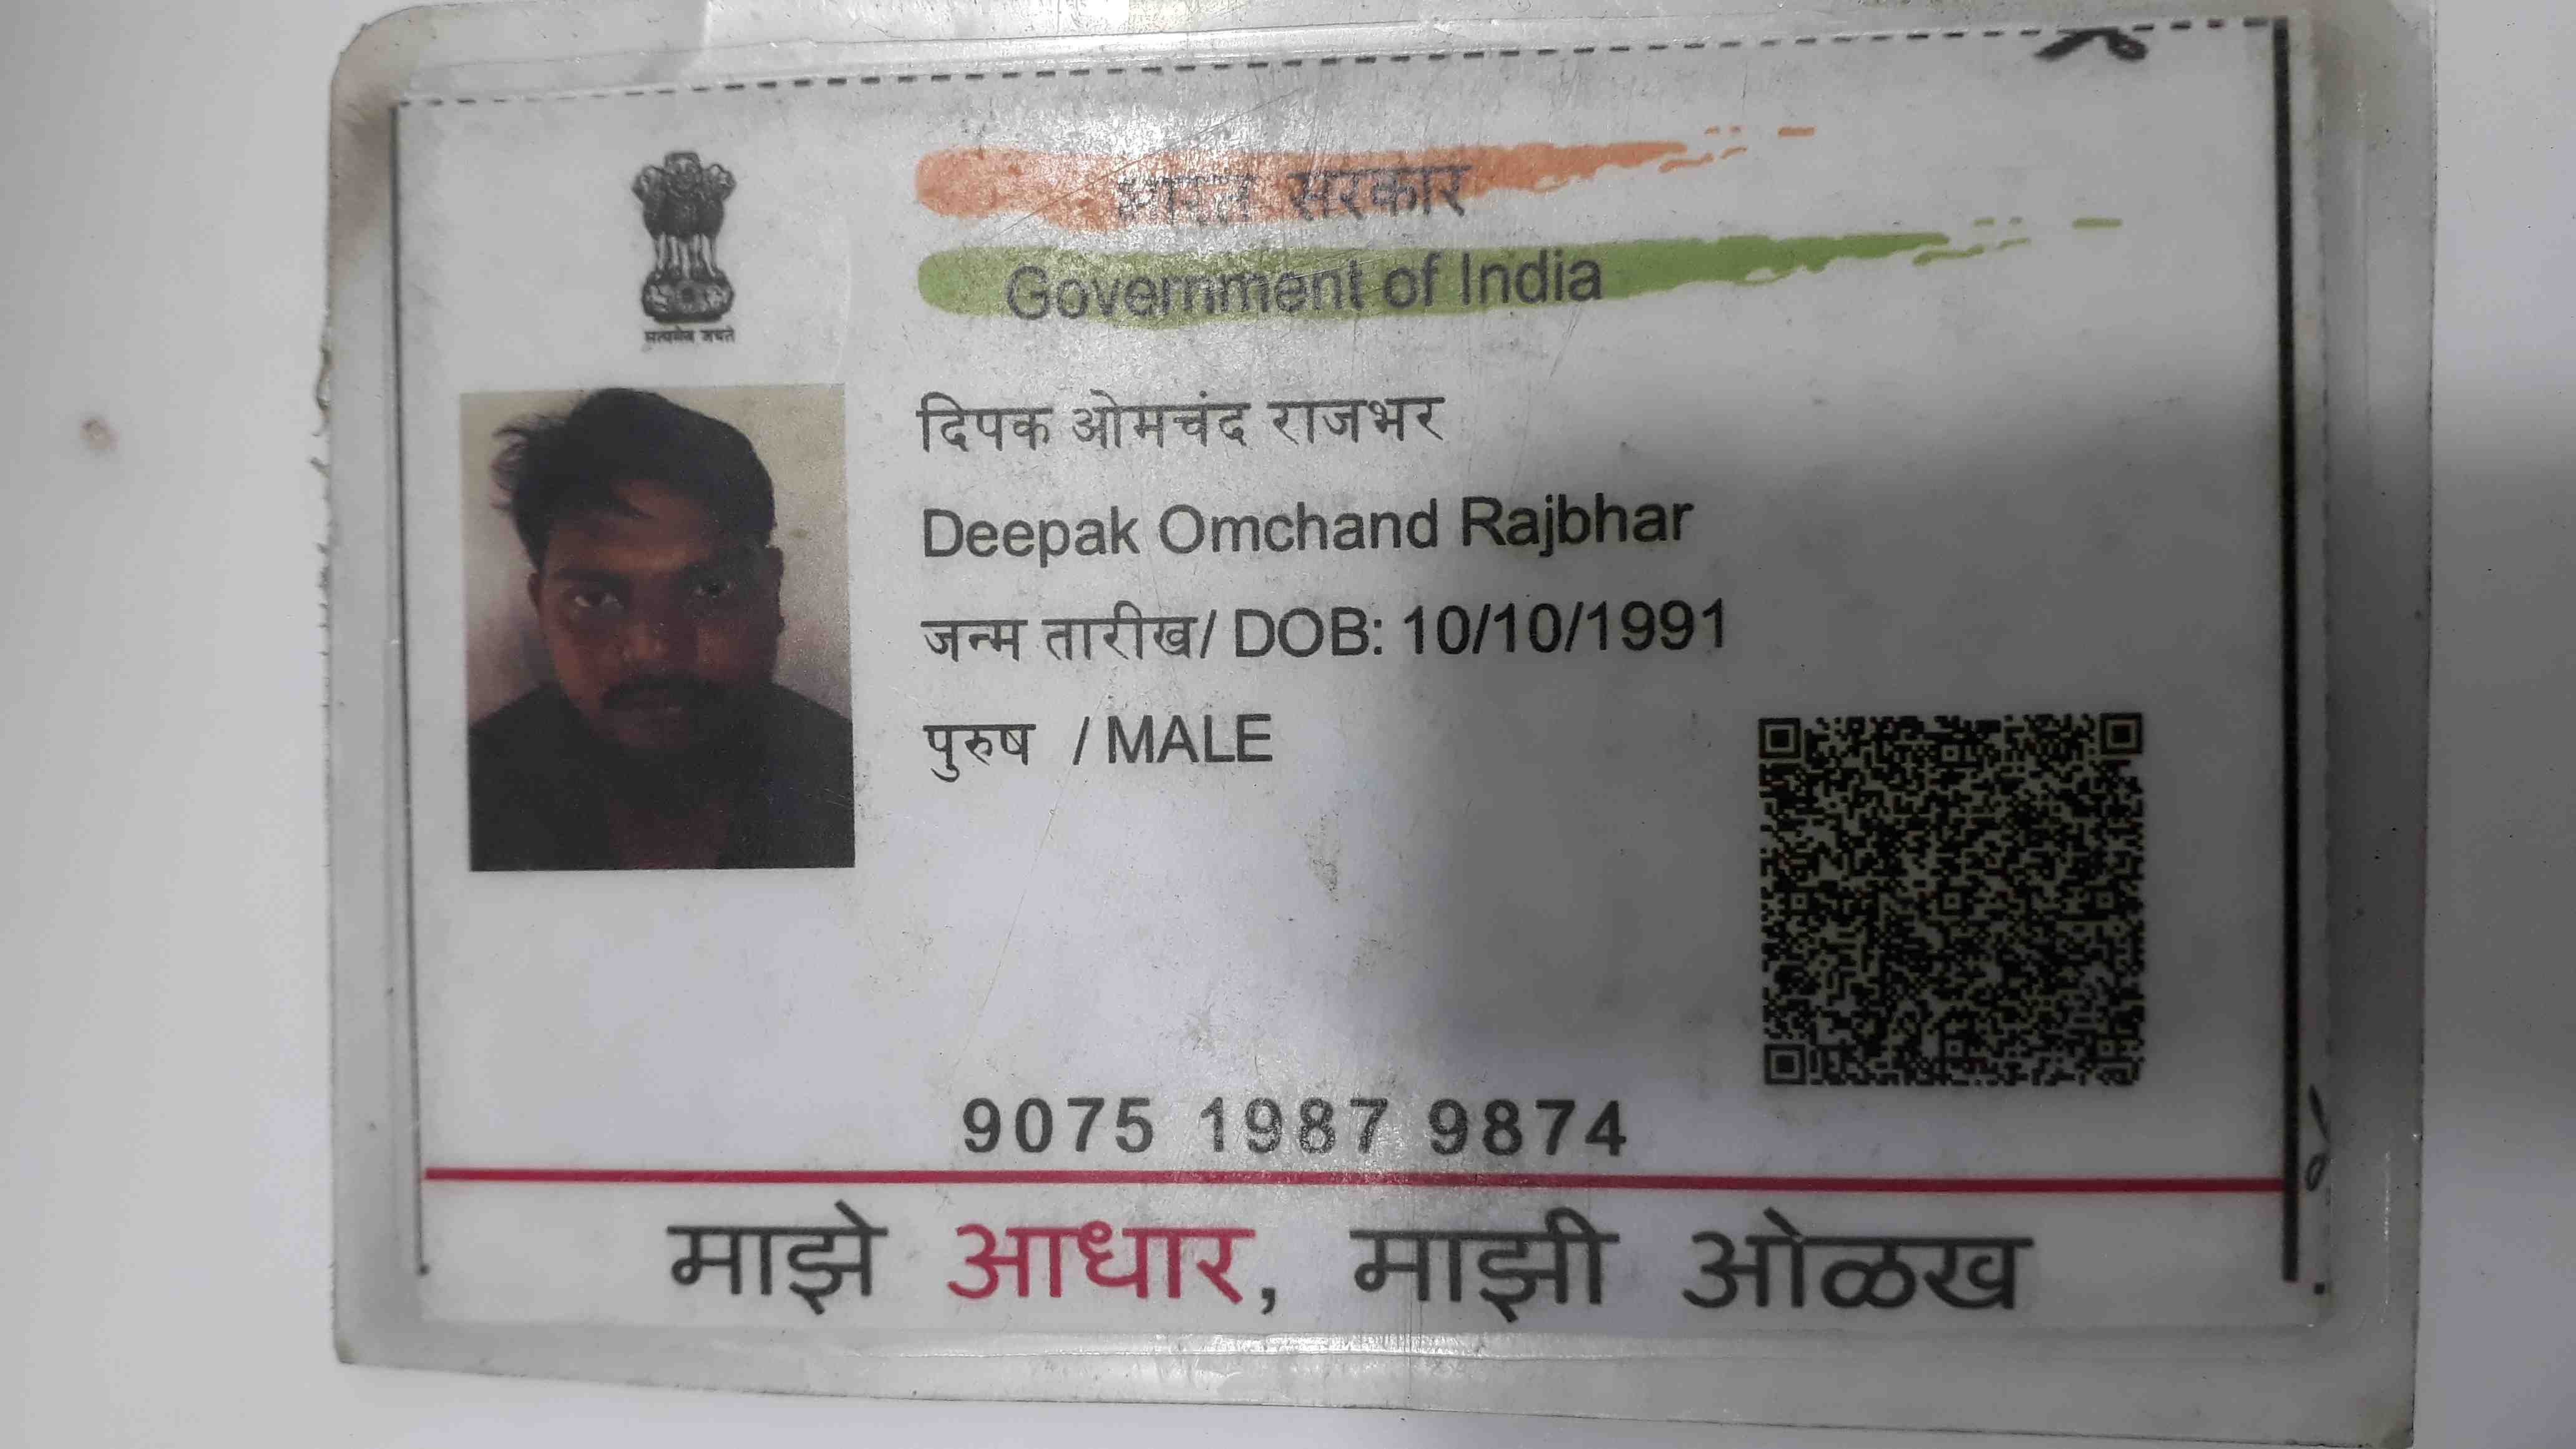 सत्यमेव जयते
भारत सरकार
Government of India
दिपक ओमचंद राजभर
Deepak Omchand Rajbhar
जन्म तारीख/ DOB: 10/10/1991
पुरुष / MALE
9075 1987 9874
माझे आधार, माझी ओळख